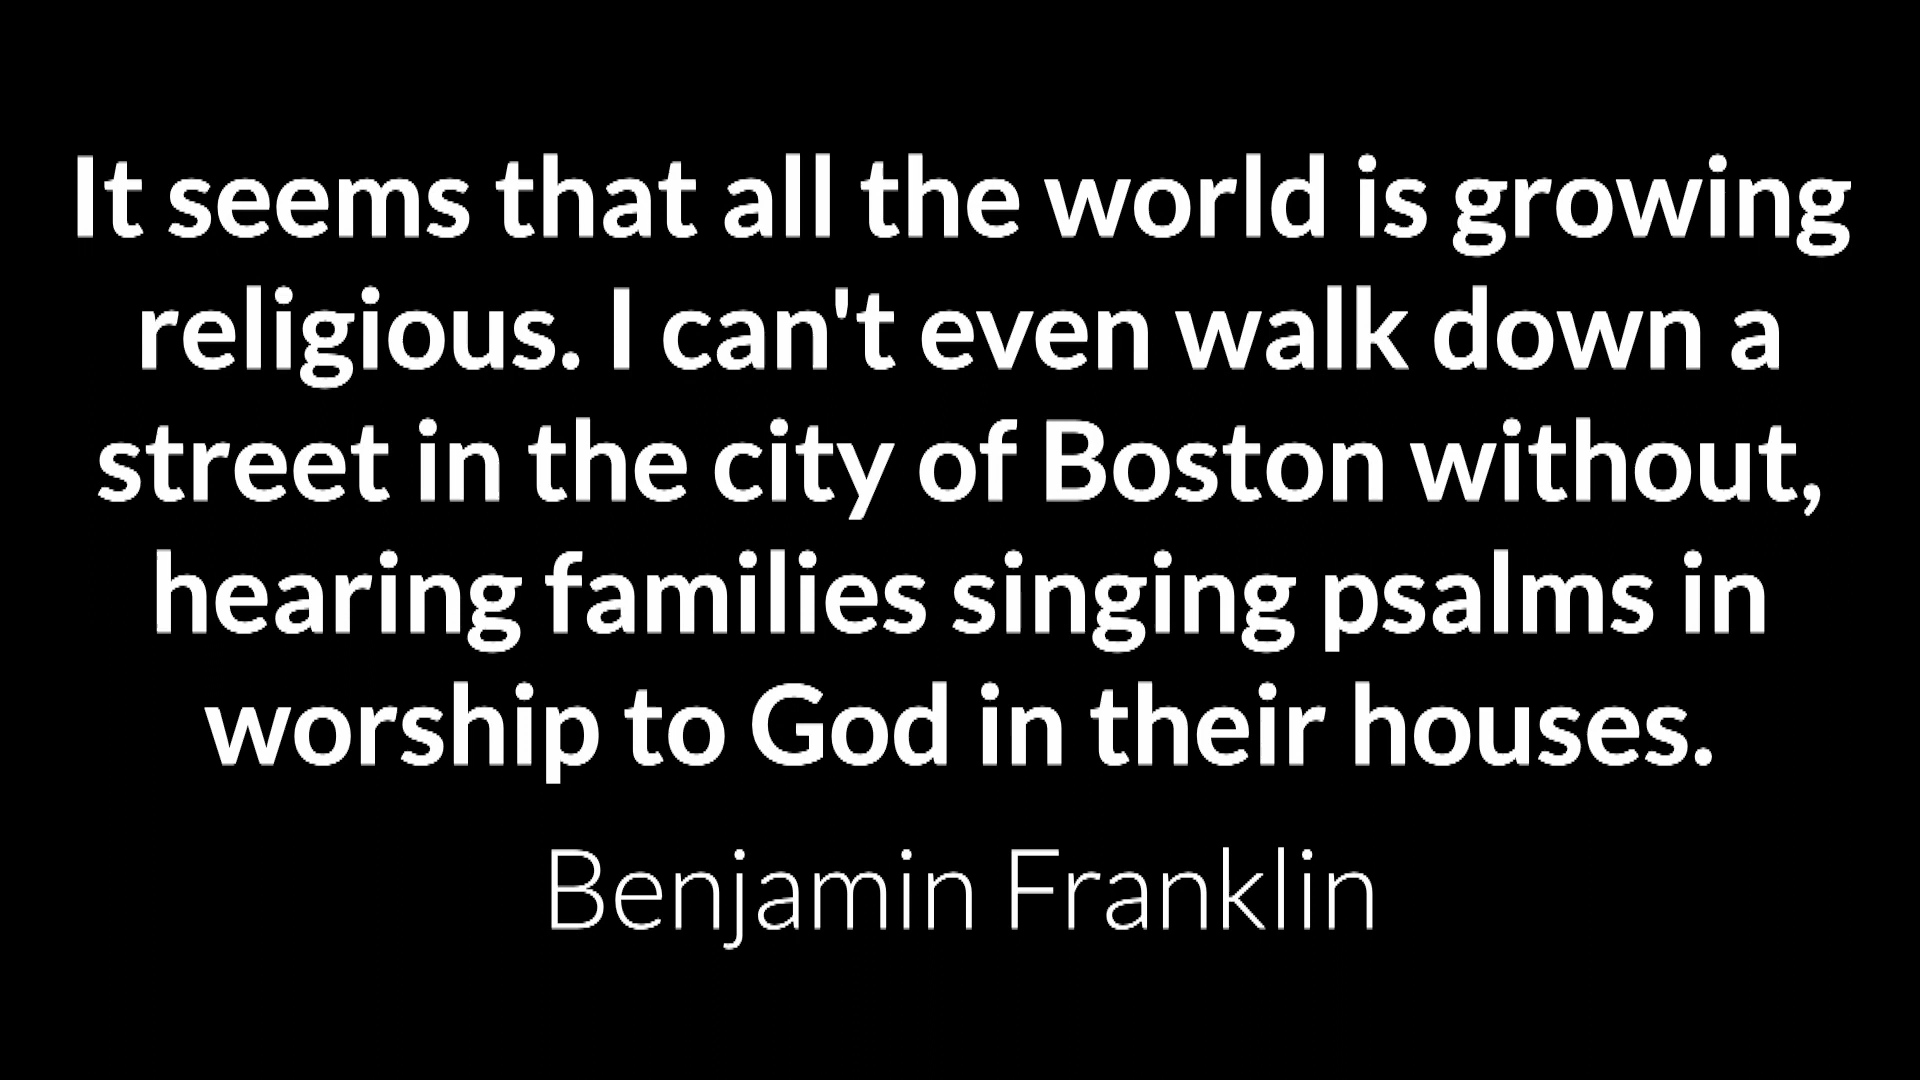 It seems that all the world is growing
religious. I can't even walk down a
street in the city of Boston without,
hearing families singing psalms in
worship to God in their houses.
Benjamin Franklin